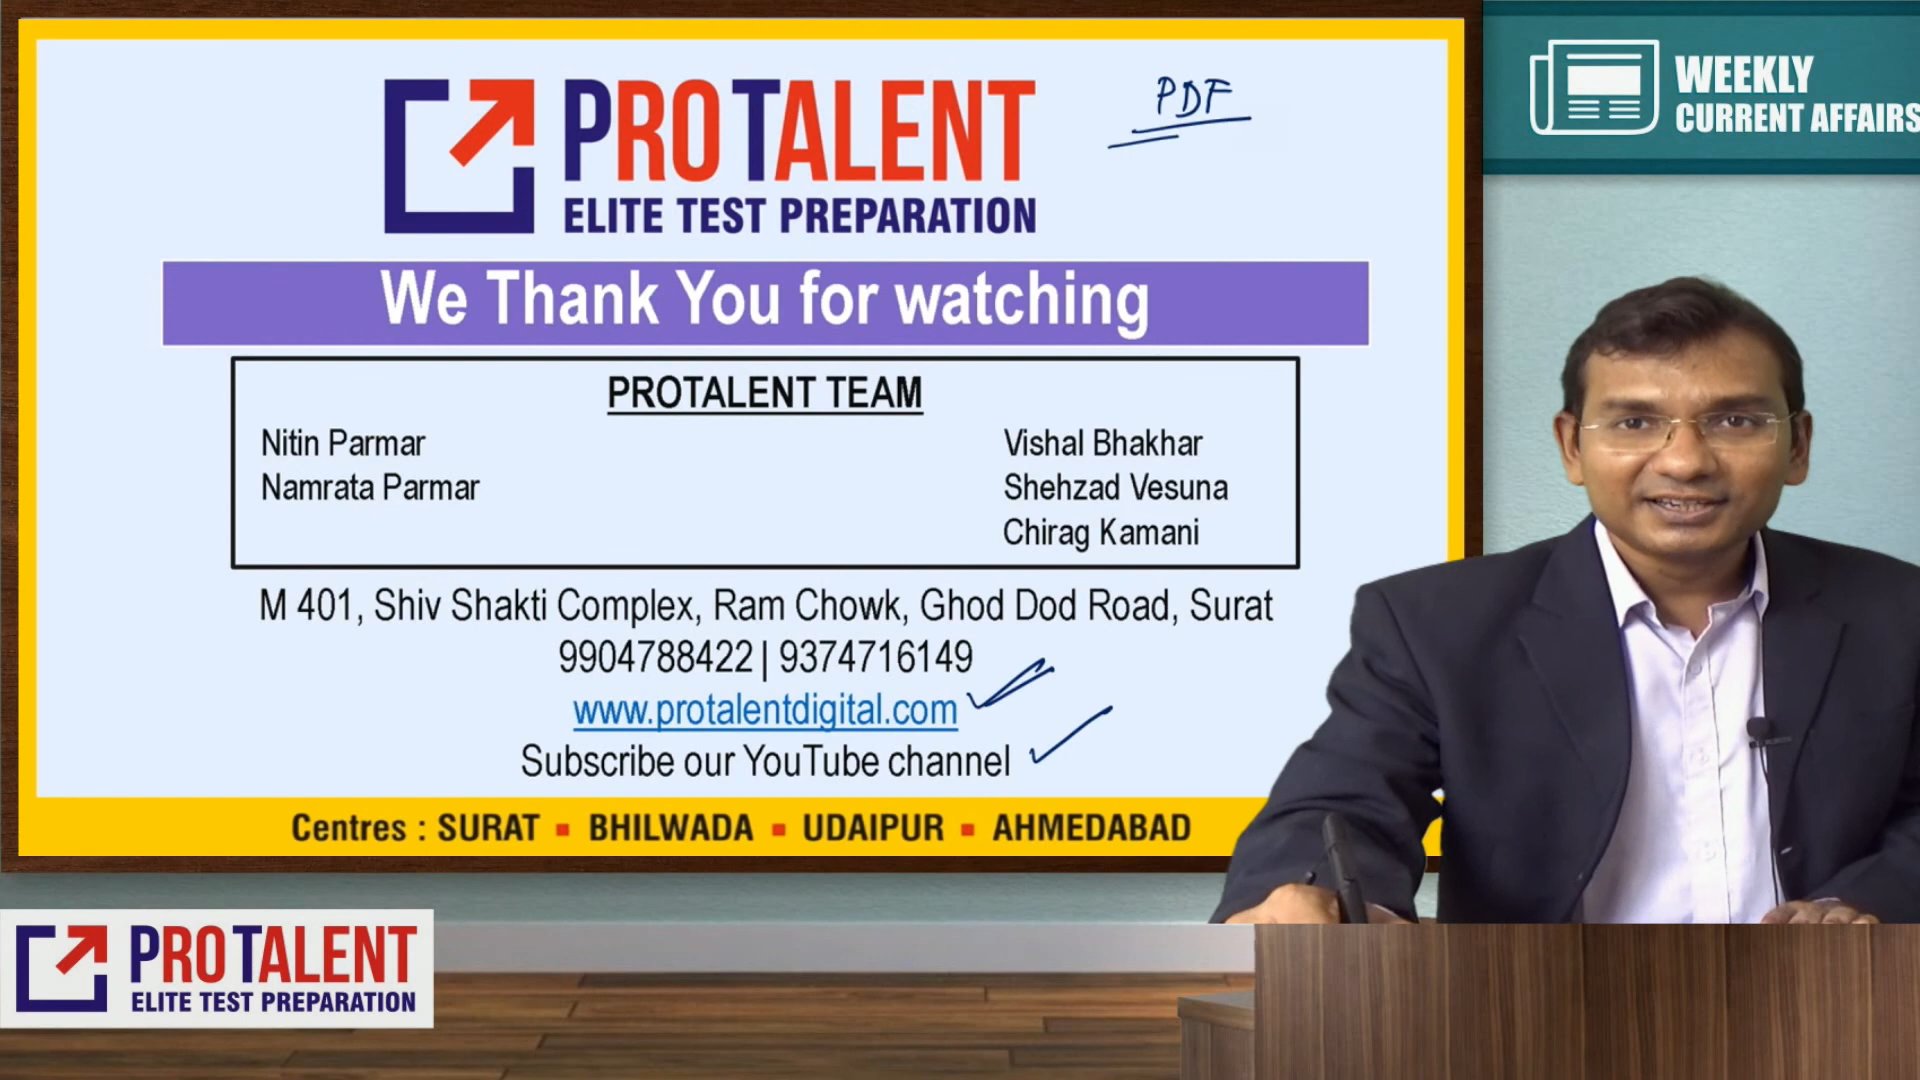 PROTALENT
ELITE TEST PREPARATION
PDF
WEEKLY
CURRENT AFFAIRS
We Thank You for watching
PROTALENT TEAM
Nitin Parmar
Namrata Parmar
Vishal Bhakhar
Shehzad Vesuna
Chirag Kamani
M 401, Shiv Shakti Complex, Ram Chowk, Ghod Dod Road, Surat
9904788422 | 9374716149
www.protalentdigital.com
Subscribe our YouTube channel
Centres : SURAT ▪ BHILWADA ▪ UDAIPUR ▪ AHMEDABAD
PROTALENT
ELITE TEST PREPARATION